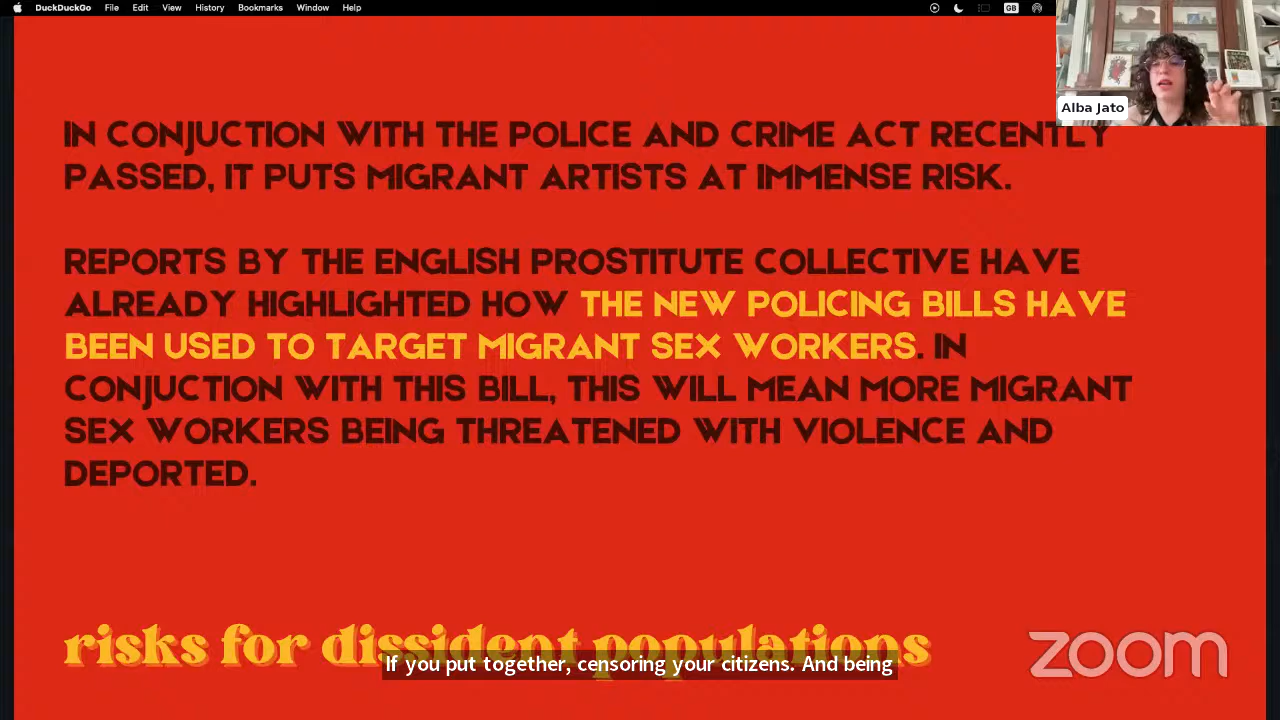 DuckDuckGo File Edit View History Bookmarks Window Help
GB
Alba Jato
IN CONJUCTION WITH THE POLICE AND CRIME ACT RECENTLY
PASSED, IT PUTS MIGRANT ARTISTS AT IMMENSE RISK.
REPORTS BY THE ENGLISH PROSTITUTE COLLECTIVE HAVE
ALREADY HIGHLIGHTED HOW THE NEW POLICING BILLS HAVE
BEEN USED TO TARGET MIGRANT SEX WORKERS. IN
CONJUCTION WITH THIS BILL, THIS WILL MEAN MORE MIGRANT
SEX WORKERS BEING THREATENED WITH VIOLENCE AND
DEPORTED.
risks for dissident populations
If you put together, censoring your citizens. And being
zoom